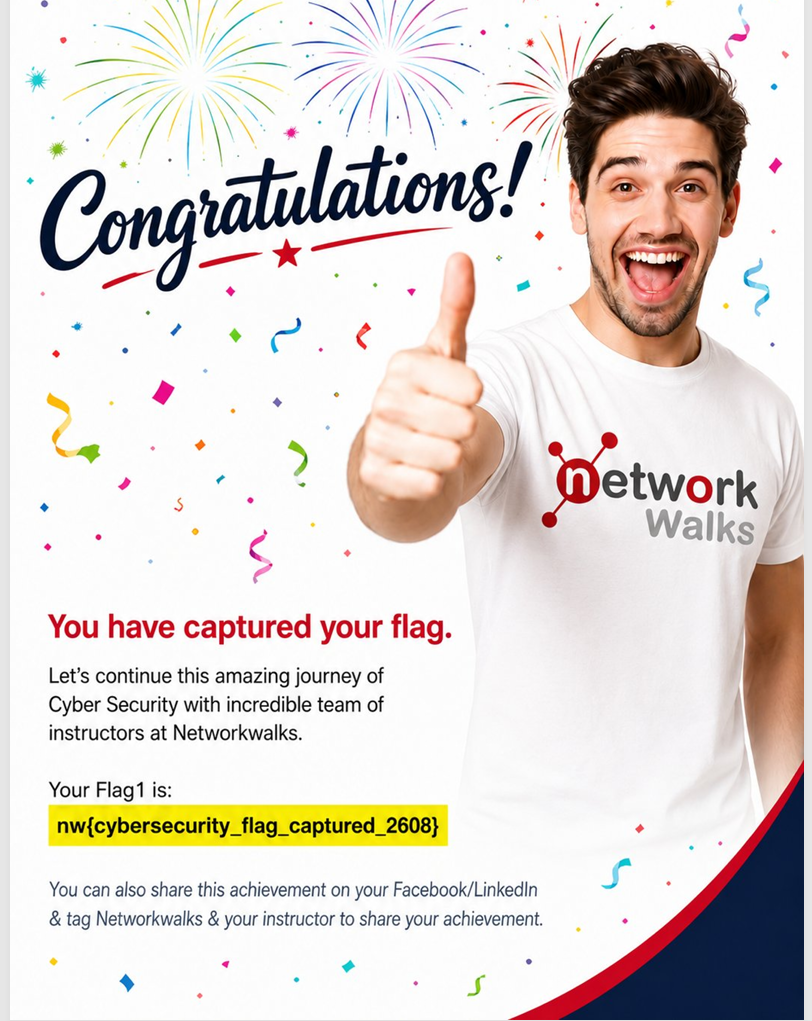 Congratulations!
network
Walks
You have captured your flag.
Let's continue this amazing journey of
Cyber Security with incredible team of
instructors at Networkwalks.
Your Flag1 is:
nw{cybersecurity_flag_captured_2608}
You can also share this achievement on your Facebook/LinkedIn
& tag Networkwalks & your instructor to share your achievement.